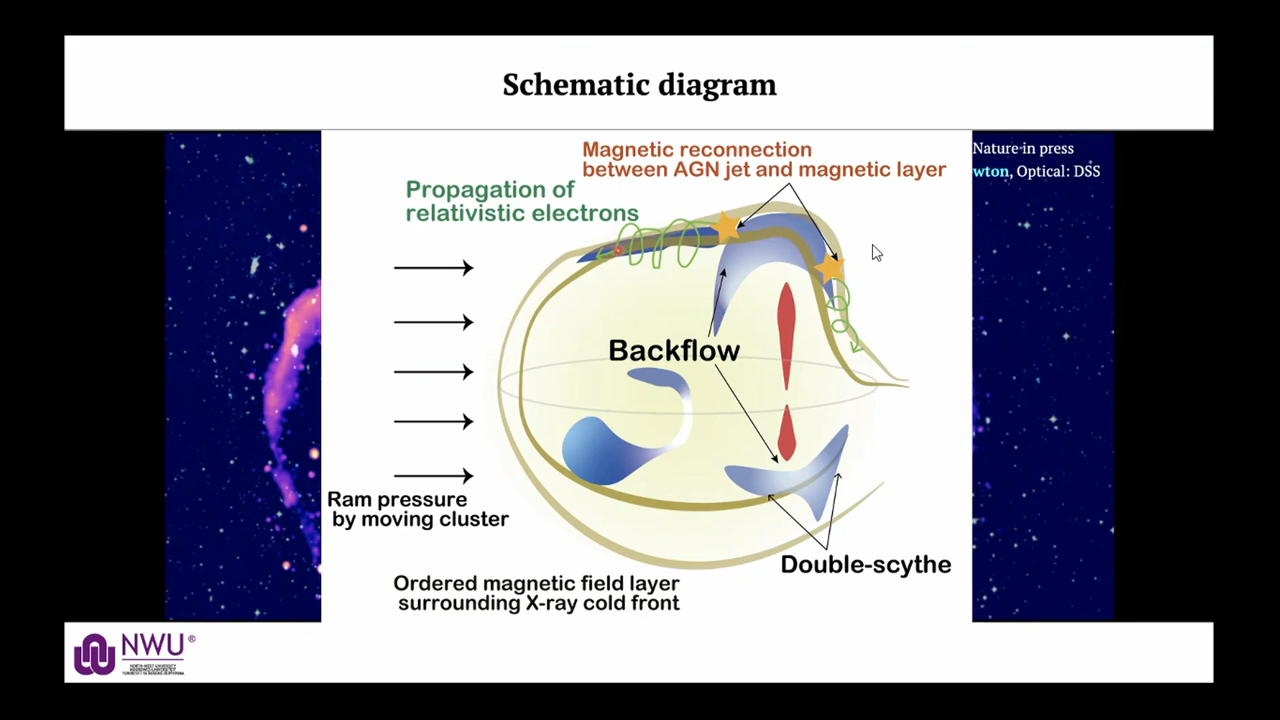 Schematic diagram
Magnetic reconnection
between AGN jet and magnetic layer
Nature in press
wton, Optical: DSS
Propagation of
relativistic electrons
Backflow
Ram pressure
by moving cluster
Double-scythe
Ordered magnetic field layer
surrounding X-ray cold front
NWU®